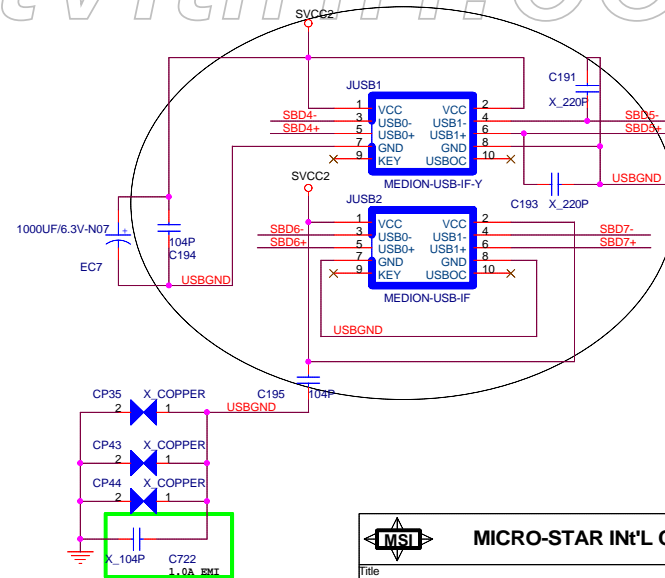 SVCC2
JUSB1
C191
X_220P
1 VCC VCC 2
SBD4- 3 USB0- USB1- 4 SBD5-
SBD4+ 5 USB0+ USB1+ 6 SBD5+
7 GND GND 8
9 KEY USBOC 10
MEDION-USB-IF-Y
USBGND
C193 X_220P
SVCC2
JUSB2
1 VCC VCC 2
SBD6- 3 USB0- USB1- 4 SBD7-
SBD6+ 5 USB0+ USB1+ 6 SBD7+
7 GND GND 8
9 KEY USBOC 10
MEDION-USB-IF
1000UF/6.3V-N07
+
EC7
104P
C194
USBGND
USBGND
C195 104P
CP35 X_COPPER
2 1
USBGND
CP43 X_COPPER
2 1
CP44 X_COPPER
2 1
X_104P C722
1.0A EMI
MSI
MICRO-STAR INt'L
Title